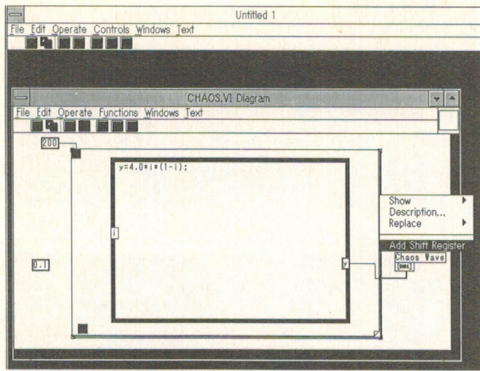 Untitled 1
File Edit Operate Controls Windows Text
CHAOS.VI Diagram
File Edit Operate Functions Windows Text
200
y=4.0*i*(1-i);
i
0.1
y
Show
Description...
Replace
Add Shift Register
Chaos Wave
[DBL]